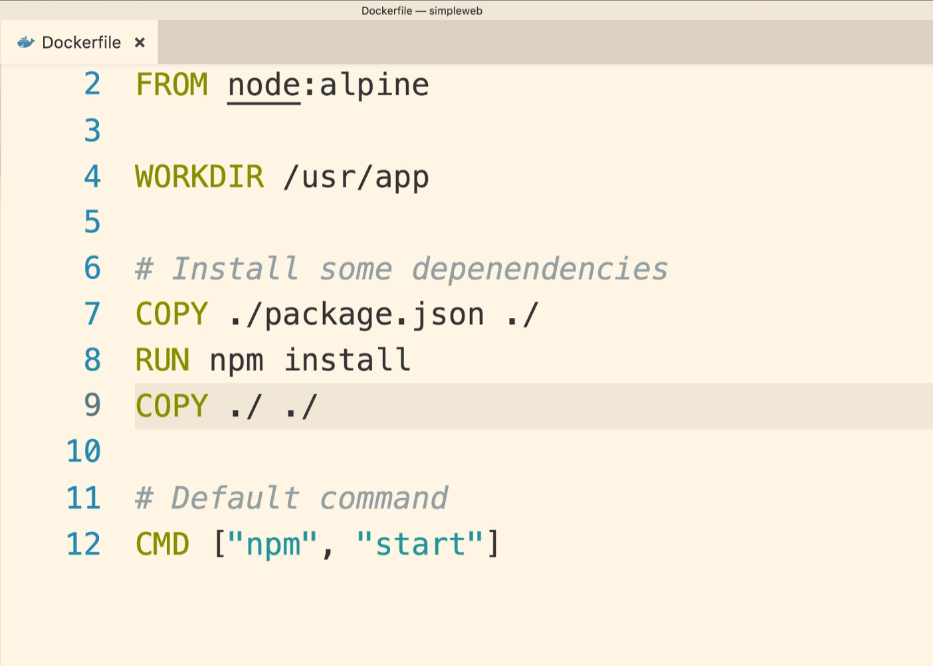 Dockerfile — simpleweb
Dockerfile ×
2 FROM node:alpine
3
4 WORKDIR /usr/app
5
6 # Install some depenendencies
7 COPY ./package.json ./
8 RUN npm install
9 COPY ./ ./
10
11 # Default command
12 CMD ["npm", "start"]